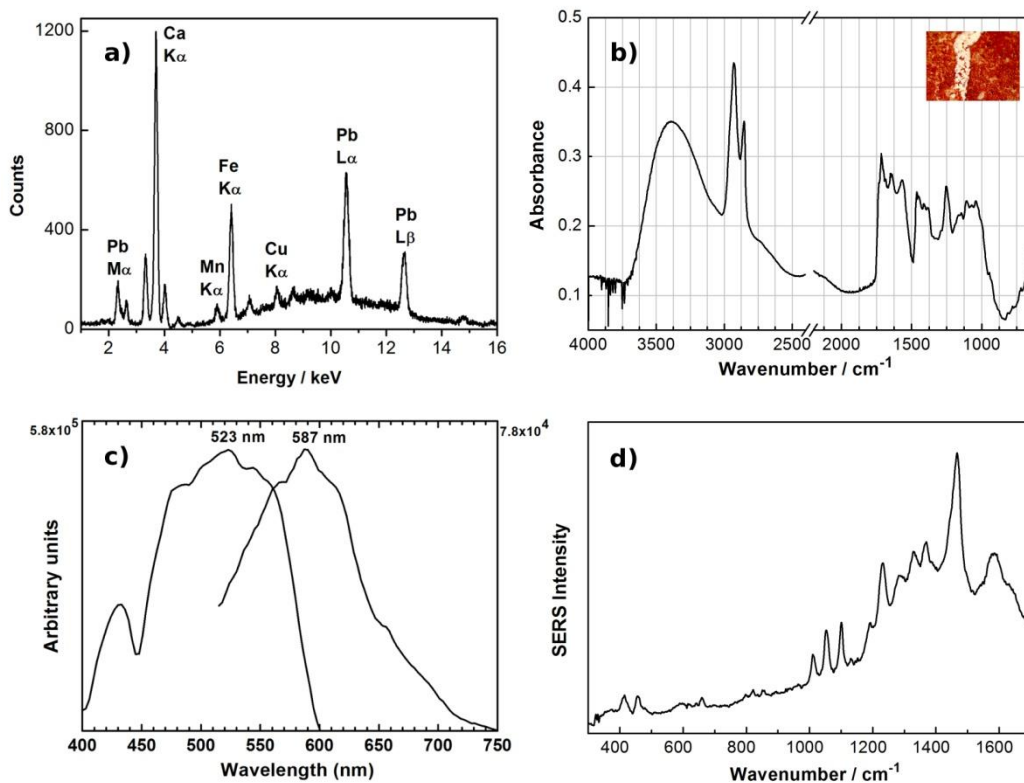 a)
1200
800
400
0
Counts
Ca
Kα
Pb
Mα
Mn
Kα
Fe
Kα
Cu
Kα
Pb
Lα
Pb
Lβ
2 4 6 8 10 12 14 16
Energy / keV
b)
0.5
0.4
0.3
0.2
0.1
Absorbance
4000 3500 3000 2500 2000 1500 1000
Wavenumber / cm⁻¹
c)
5.8x10⁵
7.8x10⁴
523 nm 587 nm
Arbitrary units
400 450 500 550 600 650 700 750
Wavelength (nm)
d)
SERS Intensity
400 600 800 1000 1200 1400 1600
Wavenumber / cm⁻¹